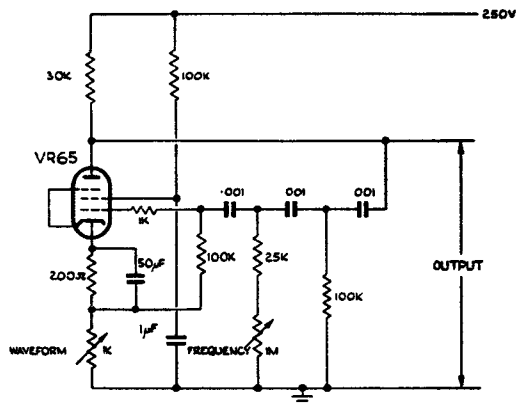 250V
30K
100K
VR65
.001
001
001
1K
50μF
100K
25K
200Ω
100K
OUTPUT
WAVEFORM
1K
1μF
FREQUENCY
1M